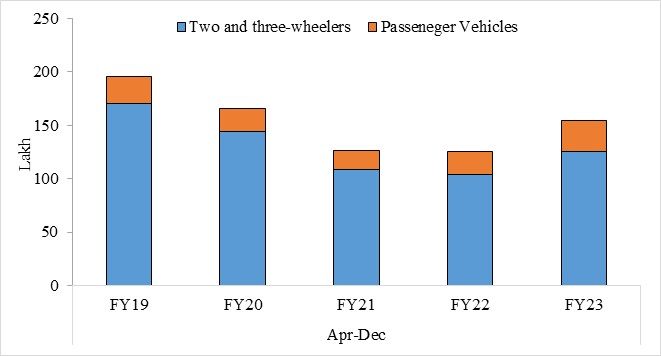 Two and three-wheelers Passeneger Vehicles
250
200
150
100
50
0
Lakh
FY19 FY20 FY21 FY22 FY23
Apr-Dec